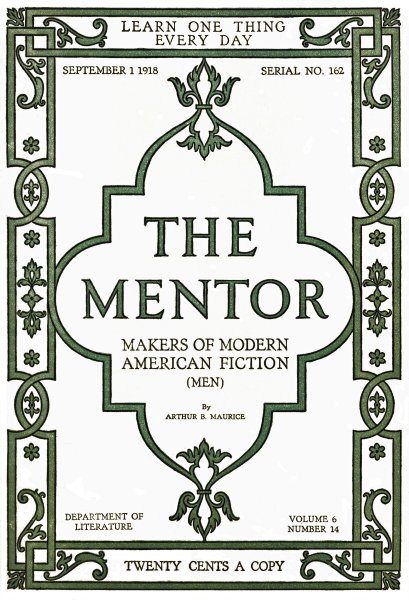 LEARN ONE THING
EVERY DAY
SEPTEMBER 1 1918
SERIAL NO. 162
THE
MENTOR
MAKERS OF MODERN
AMERICAN FICTION
(MEN)
By
ARTHUR B. MAURICE
DEPARTMENT OF
LITERATURE
VOLUME 6
NUMBER 14
TWENTY CENTS A COPY